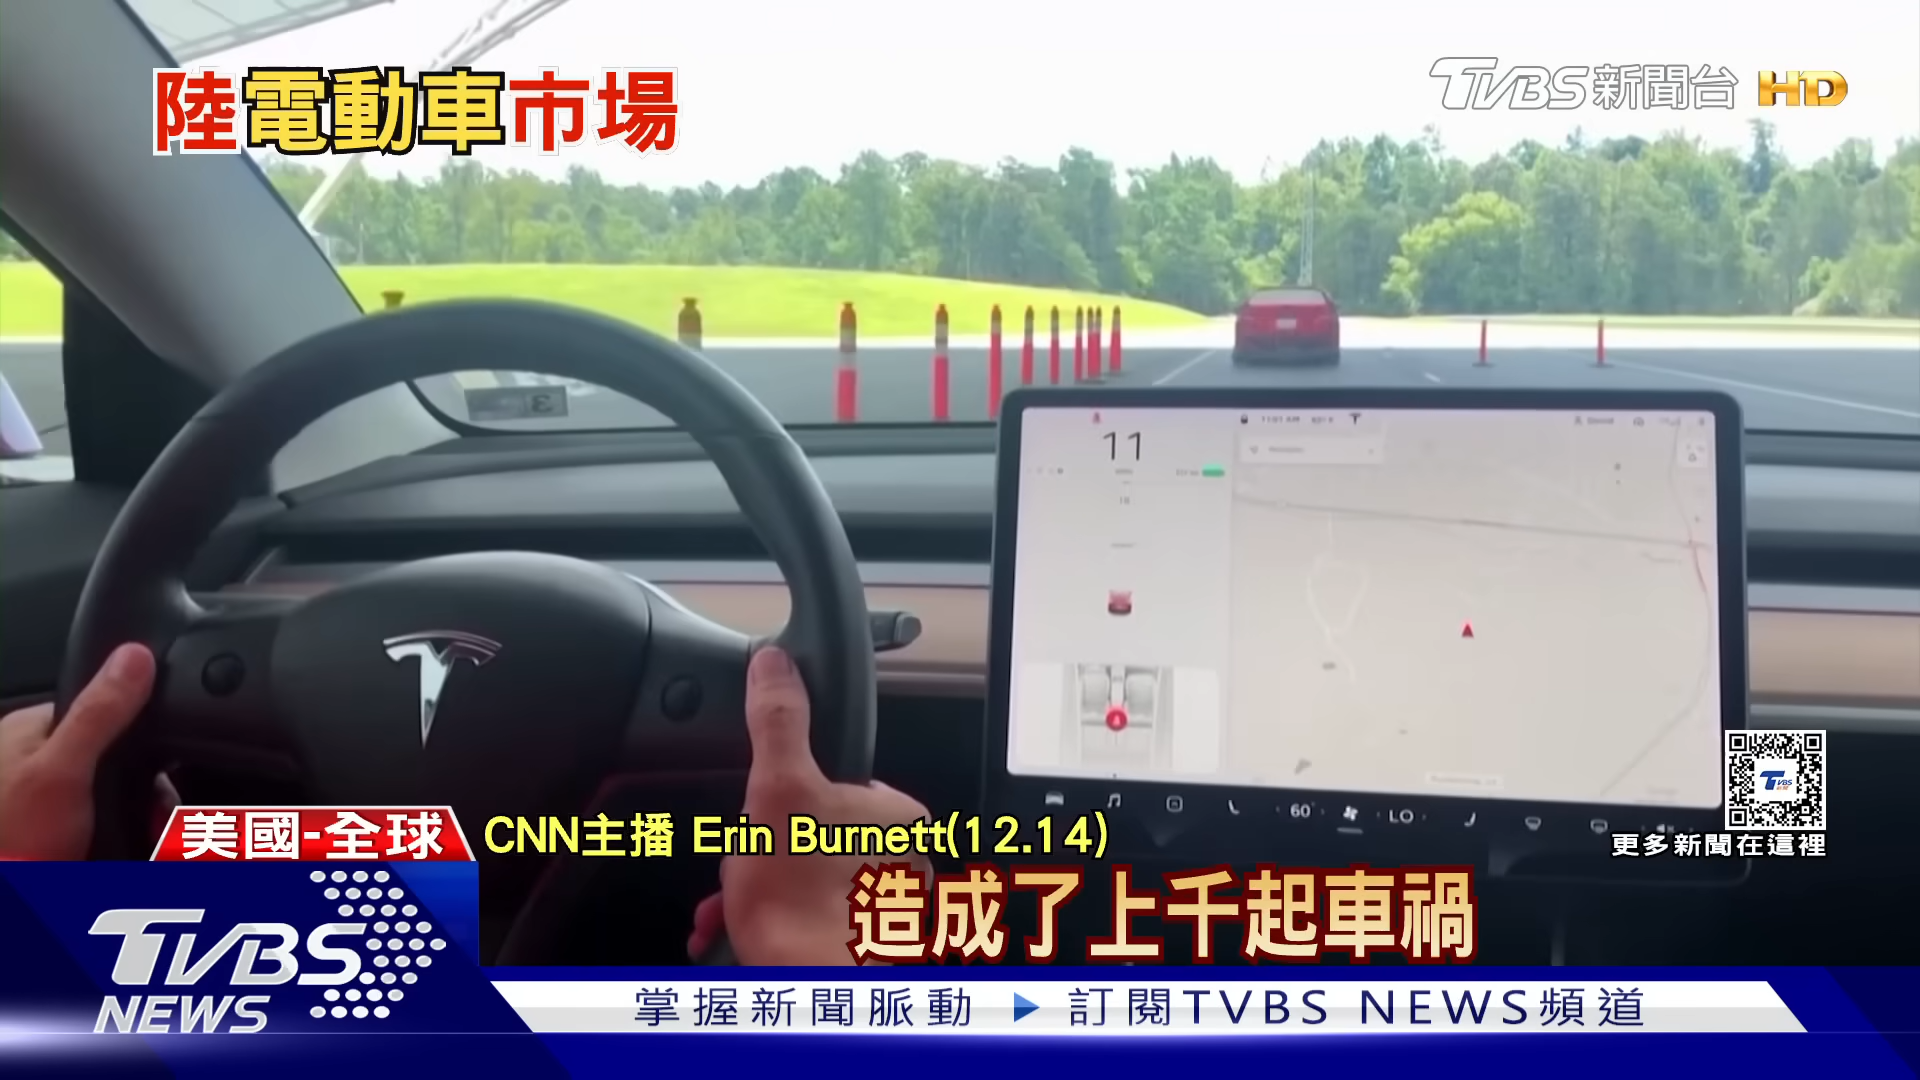 陸電動車市場
TVBS新聞台 HD
3
11
60
LO
TVBS
更多新聞在這裡
美國-全球
CNN主播 Erin Burnett(12.14)
造成了上千起車禍
TVBS
NEWS
掌握新聞脈動 ▶ 訂閱TVBS NEWS頻道